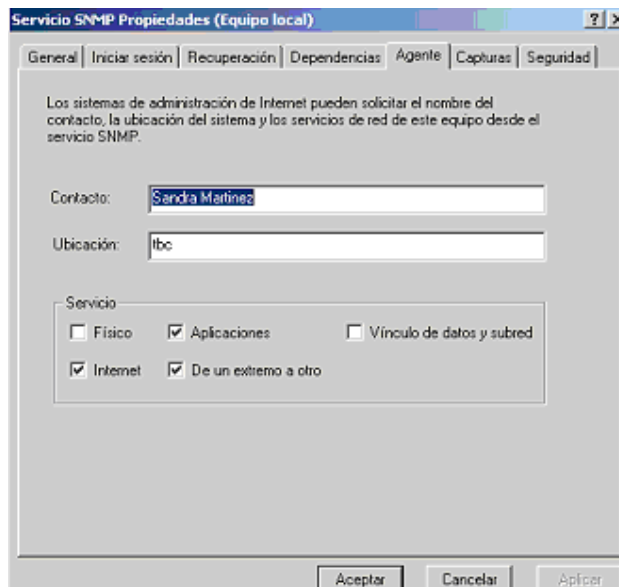 Servicio SNMP Propiedades (Equipo local)
General Iniciar sesión Recuperación Dependencias Agente Capturas Seguridad
Los sistemas de administración de Internet pueden solicitar el nombre del
contacto, la ubicación del sistema y los servicios de red de este equipo desde el
servicio SNMP.
Contacto: Sandra Martinez
Ubicación: tbc
Servicio
Físico Aplicaciones Vínculo de datos y subred
Internet De un extremo a otro
Aceptar Cancelar Aplicar